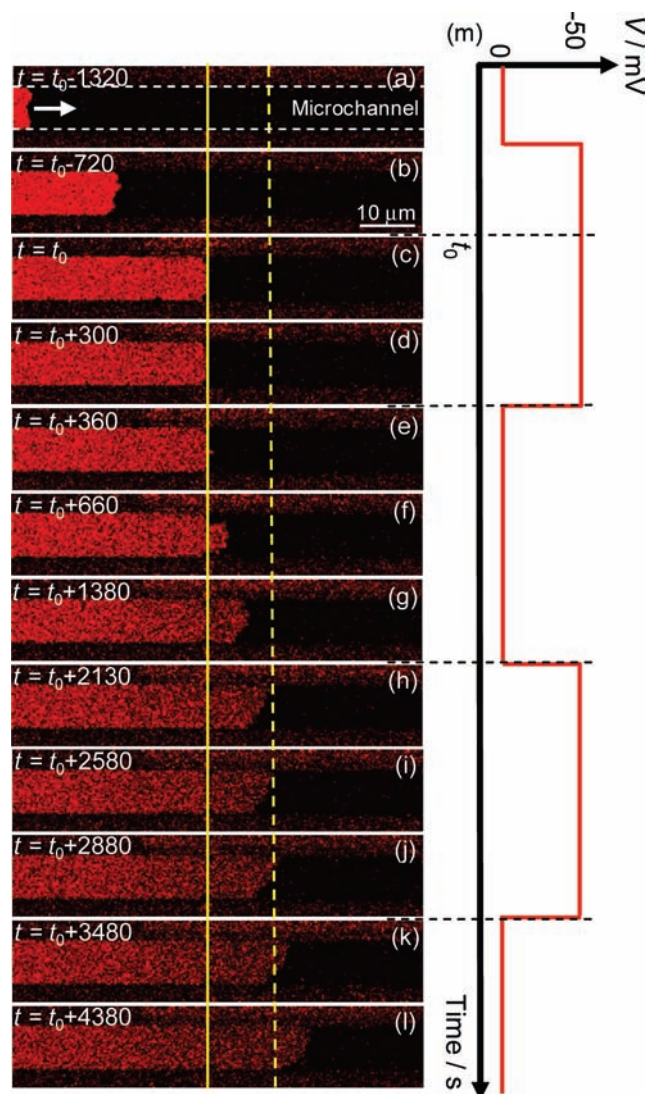 (m)
0
-50
V / mV
t = t0-1320
(a)
Microchannel
t = t0-720
(b)
10 μm
t = t0
(c)
t0
t = t0+300
(d)
t = t0+360
(e)
t = t0+660
(f)
t = t0+1380
(g)
t = t0+2130
(h)
t = t0+2580
(i)
t = t0+2880
(j)
t = t0+3480
(k)
t = t0+4380
(l)
Time / s